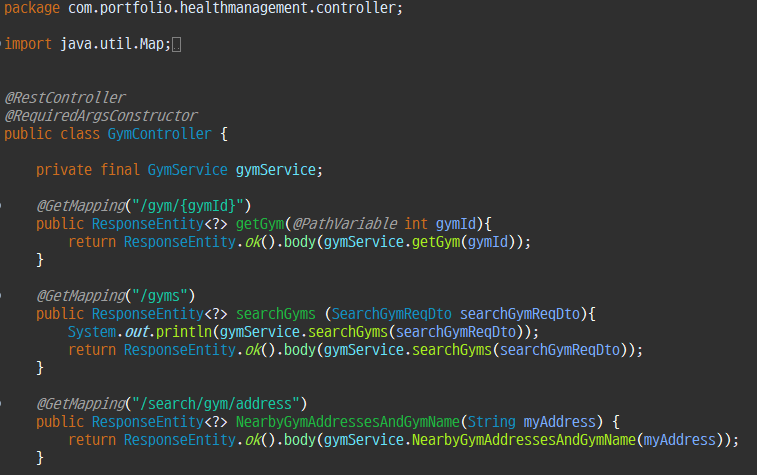 package com.portfolio.healthmanagement.controller;
import java.util.Map;
@RestController
@RequiredArgsConstructor
public class GymController {
private final GymService gymService;
@GetMapping("/gym/{gymId}")
public ResponseEntity<?> getGym(@PathVariable int gymId){
return ResponseEntity.ok().body(gymService.getGym(gymId));
}
@GetMapping("/gyms")
public ResponseEntity<?> searchGyms (SearchGymReqDto searchGymReqDto){
System.out.println(gymService.searchGyms(searchGymReqDto));
return ResponseEntity.ok().body(gymService.searchGyms(searchGymReqDto));
}
@GetMapping("/search/gym/address")
public ResponseEntity<?> NearbyGymAddressesAndGymName(String myAddress) {
return ResponseEntity.ok().body(gymService.NearbyGymAddressesAndGymName(myAddress));
}